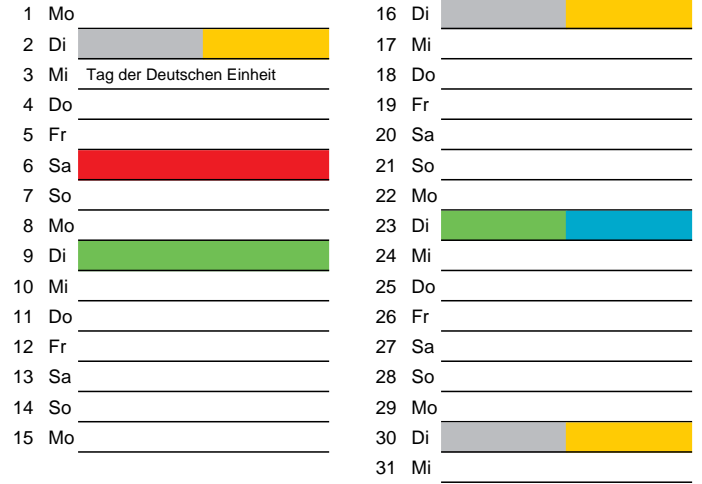 1 Mo
2 Di
3 Mi Tag der Deutschen Einheit
4 Do
5 Fr
6 Sa
7 So
8 Mo
9 Di
10 Mi
11 Do
12 Fr
13 Sa
14 So
15 Mo
16 Di
17 Mi
18 Do
19 Fr
20 Sa
21 So
22 Mo
23 Di
24 Mi
25 Do
26 Fr
27 Sa
28 So
29 Mo
30 Di
31 Mi